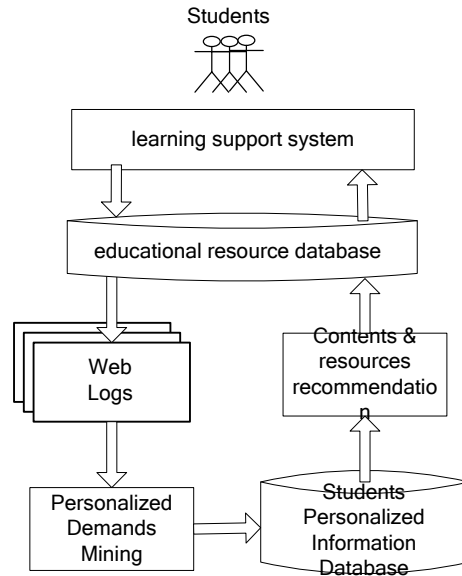 Students
learning support system
educational resource database
Web
Logs
Contents &
resources
recommendatio
n
Personalized
Demands
Mining
Students
Personalized
Information
Database